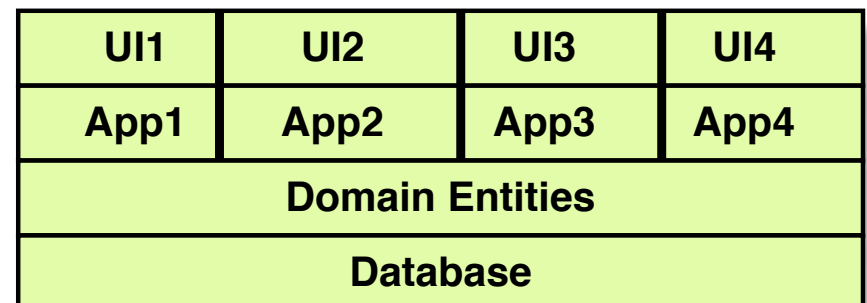 UI1 UI2 UI3 UI4
App1 App2 App3 App4
Domain Entities
Database